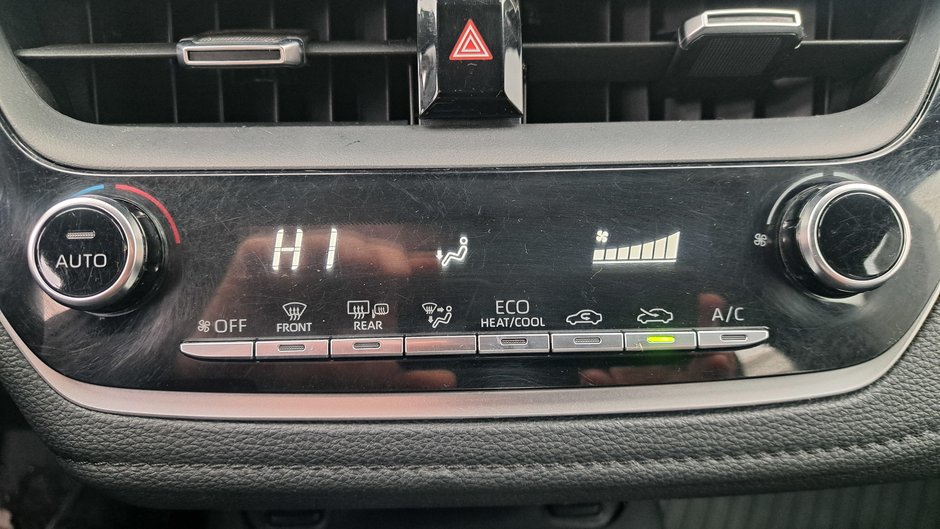 HI
AUTO
OFF
FRONT
REAR
ECO
HEAT/COOL
A/C